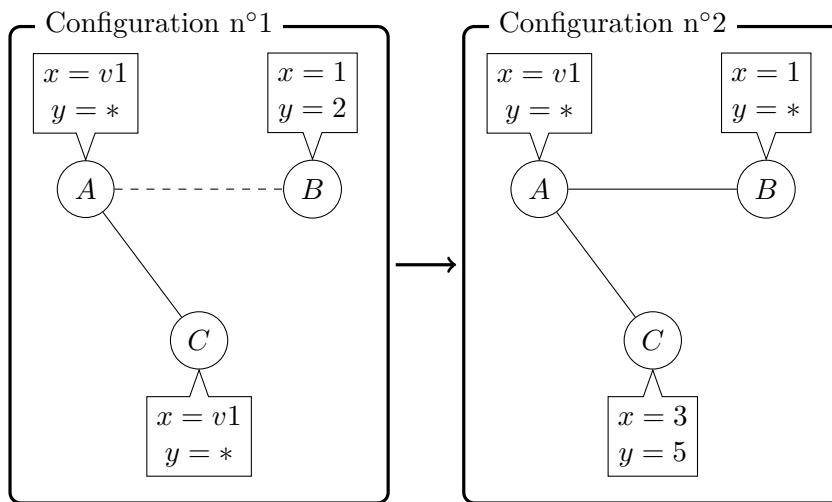 Configuration n°1
x = v1
y = *
x = 1
y = 2
A
B
C
x = v1
y = *
Configuration n°2
x = v1
y = *
x = 1
y = *
A
B
C
x = 3
y = 5